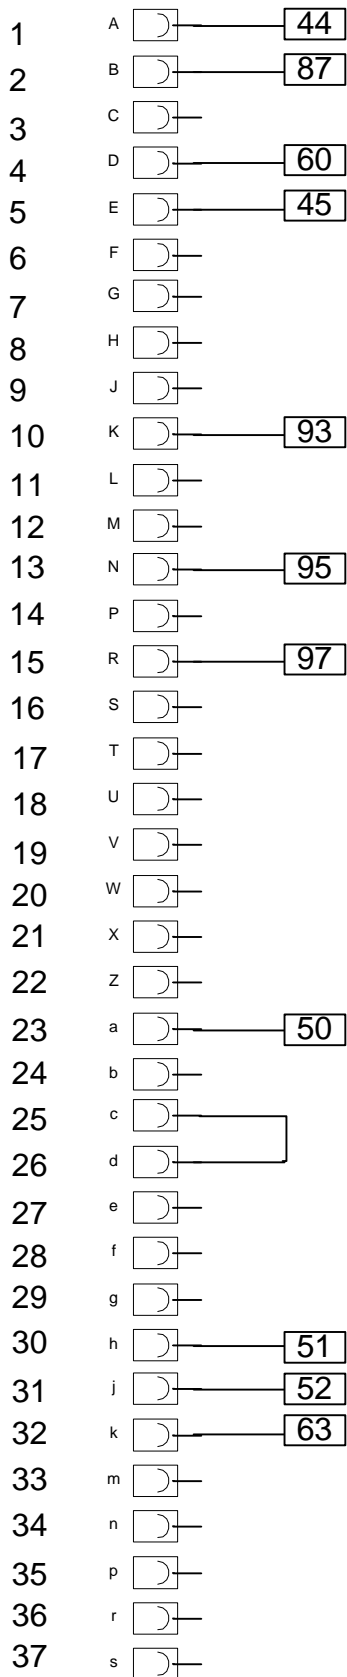 1 A 44
2 B 87
3 C
4 D 60
5 E 45
6 F
7 G
8 H
9 J
10 K 93
11 L
12 M
13 N 95
14 P
15 R 97
16 S
17 T
18 U
19 V
20 W
21 X
22 Z
23 a 50
24 b
25 c
26 d
27 e
28 f
29 g
30 h 51
31 j 52
32 k 63
33 m
34 n
35 p
36 r
37 s